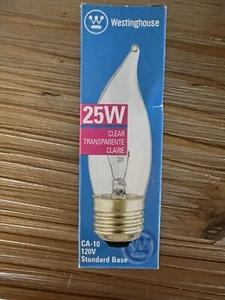 Westinghouse
25W
CLEAR
TRANSPARENTE
CLAIRE
CA-10
120V
Standard Base